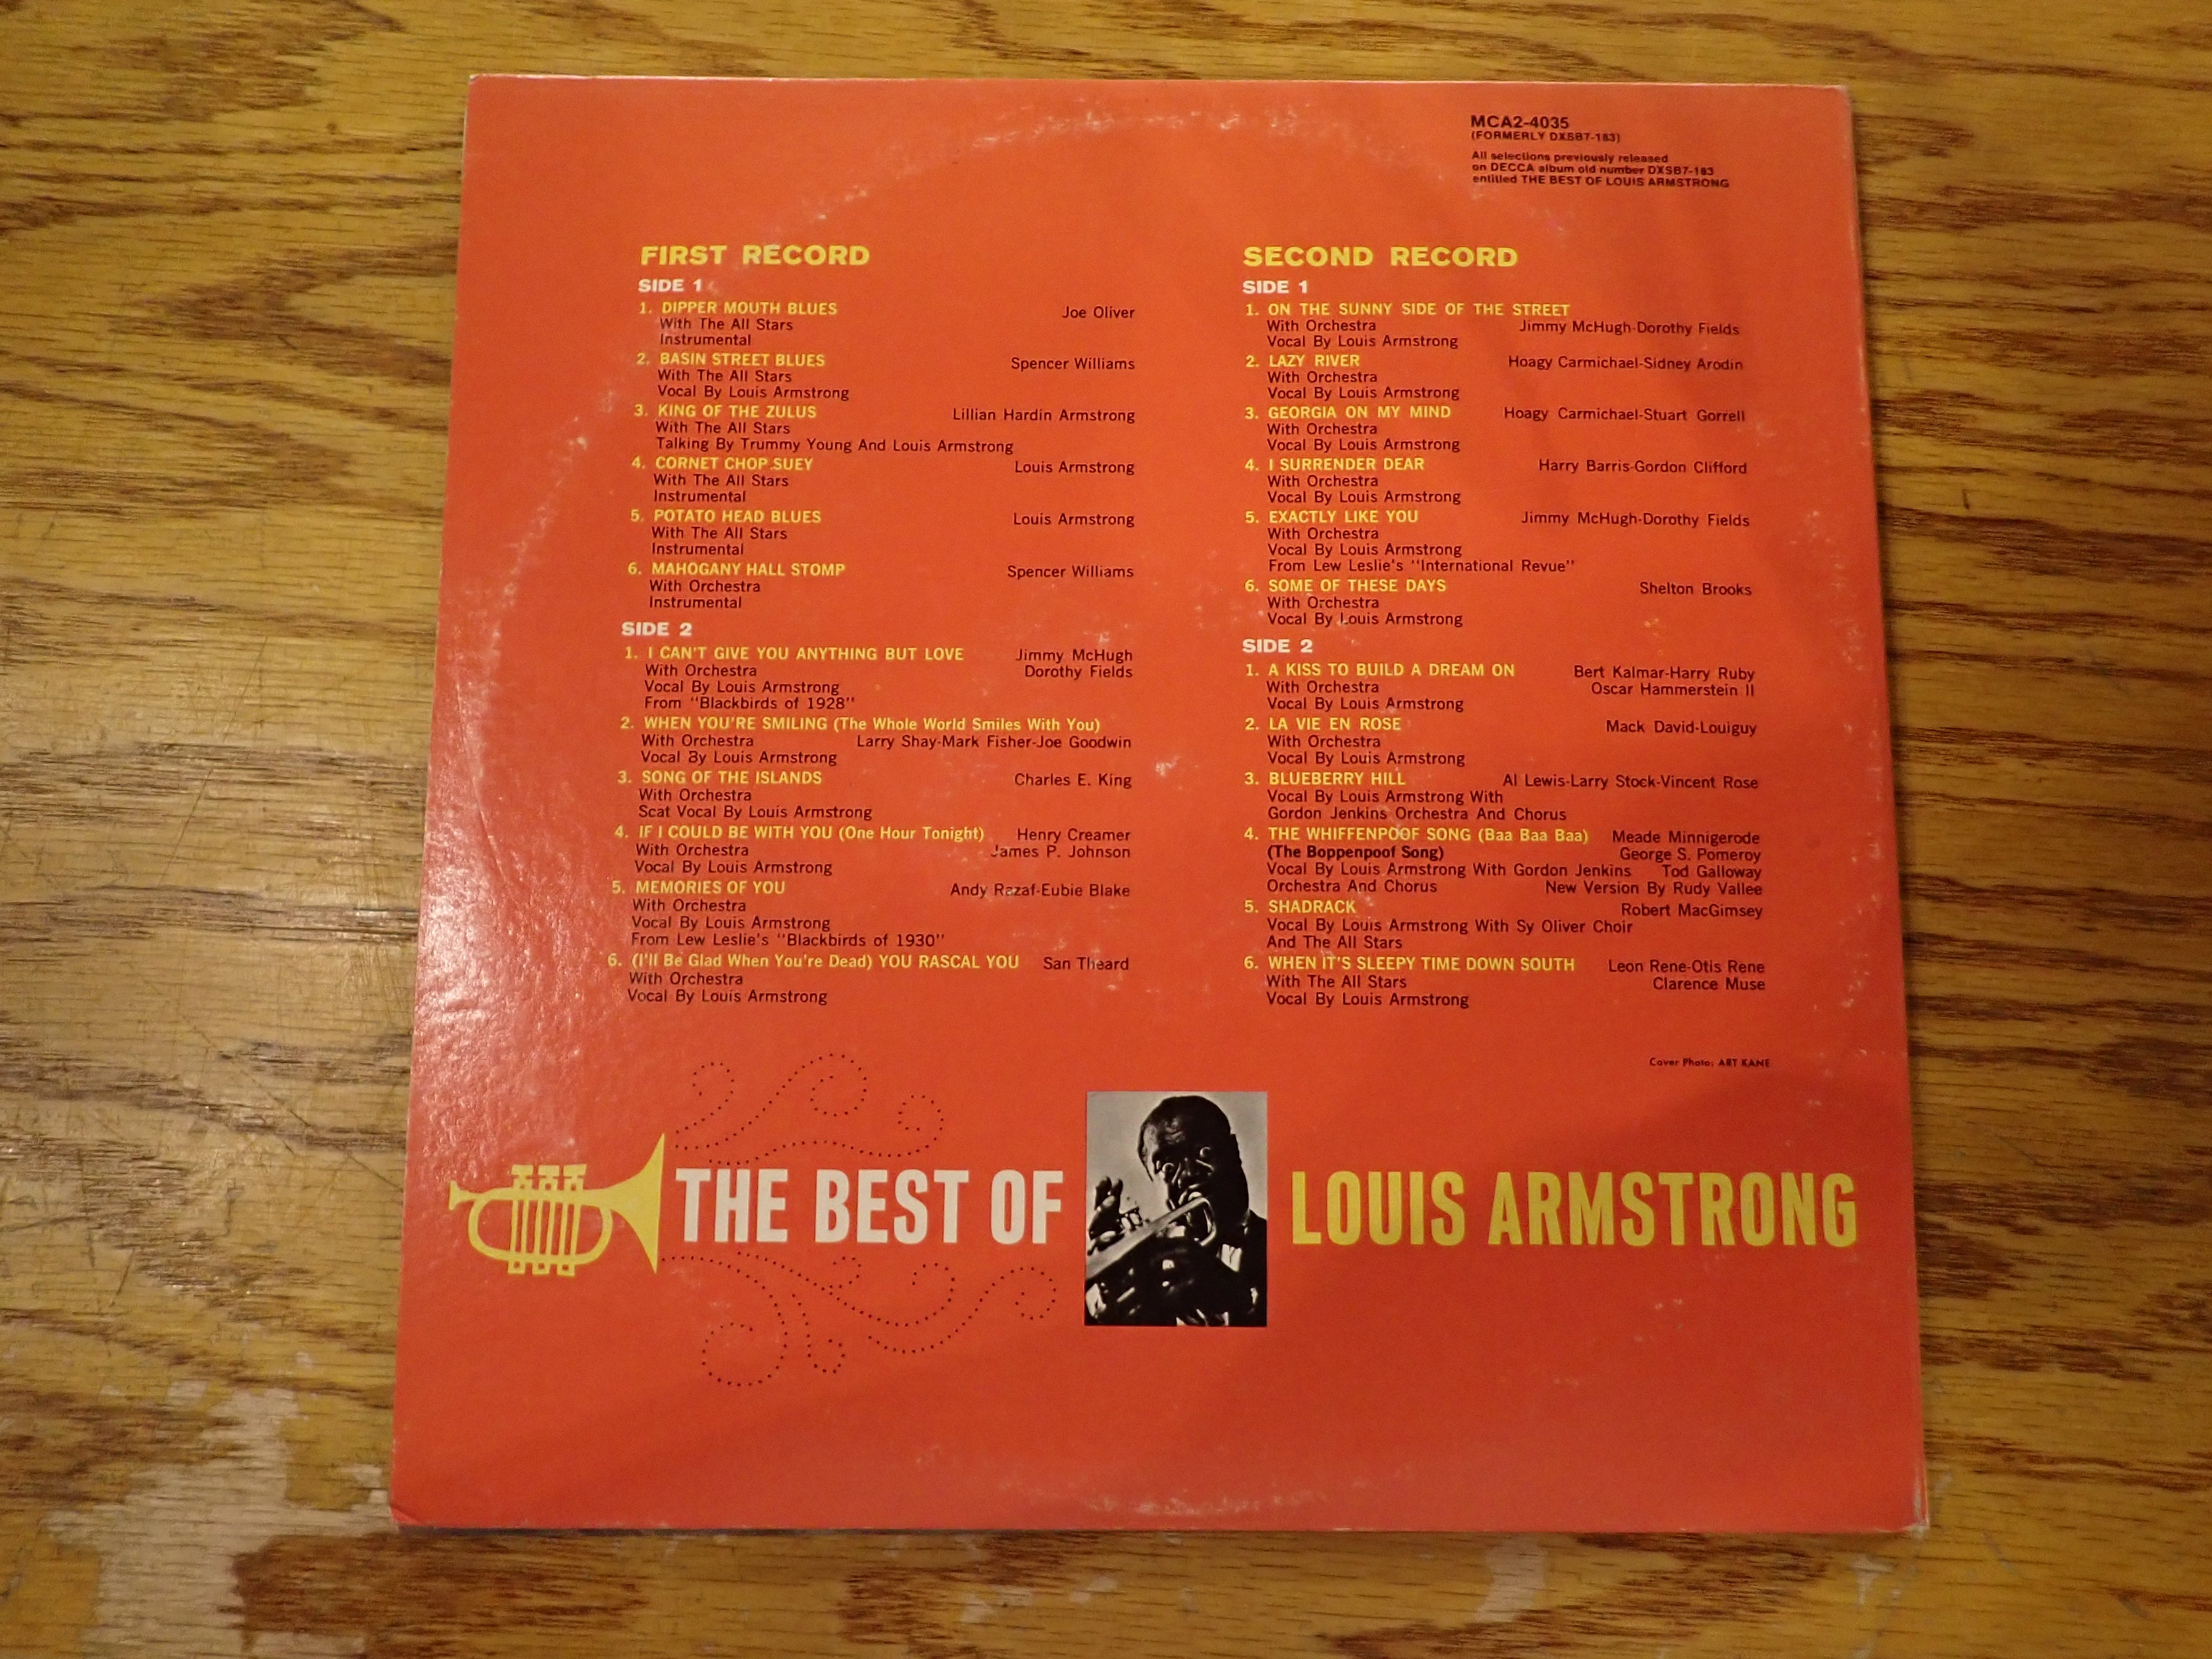 MCA2-4035
(FORMERLY DXSB7-183)
All selections previously released
on DECCA album old number DXSB7-183
entitled THE BEST OF LOUIS ARMSTRONG
FIRST RECORD
SIDE 1
1. DIPPER MOUTH BLUES Joe Oliver
With The All Stars
Instrumental
2. BASIN STREET BLUES Spencer Williams
With The All Stars
Vocal By Louis Armstrong
3. KING OF THE ZULUS Lillian Hardin Armstrong
With The All Stars
Talking By Trummy Young And Louis Armstrong
4. CORNET CHOP SUEY Louis Armstrong
With The All Stars
Instrumental
5. POTATO HEAD BLUES Louis Armstrong
With The All Stars
Instrumental
6. MAHOGANY HALL STOMP Spencer Williams
With Orchestra
Instrumental
SIDE 2
1. I CAN'T GIVE YOU ANYTHING BUT LOVE Jimmy McHugh
With Orchestra Dorothy Fields
Vocal By Louis Armstrong
From "Blackbirds of 1928"
2. WHEN YOU'RE SMILING (The Whole World Smiles With You)
With Orchestra Larry Shay-Mark Fisher-Joe Goodwin
Vocal By Louis Armstrong
3. SONG OF THE ISLANDS Charles E. King
With Orchestra
Scat Vocal By Louis Armstrong
4. IF I COULD BE WITH YOU (One Hour Tonight) Henry Creamer
With Orchestra James P. Johnson
Vocal By Louis Armstrong
5. MEMORIES OF YOU Andy Razaf-Eubie Blake
With Orchestra
Vocal By Louis Armstrong
From Lew Leslie's "Blackbirds of 1930"
6. (I'll Be Glad When You're Dead) YOU RASCAL YOU San Theard
With Orchestra
Vocal By Louis Armstrong
SECOND RECORD
SIDE 1
1. ON THE SUNNY SIDE OF THE STREET
With Orchestra Jimmy McHugh-Dorothy Fields
Vocal By Louis Armstrong
2. LAZY RIVER Hoagy Carmichael-Sidney Arodin
With Orchestra
Vocal By Louis Armstrong
3. GEORGIA ON MY MIND Hoagy Carmichael-Stuart Gorrell
With Orchestra
Vocal By Louis Armstrong
4. I SURRENDER DEAR Harry Barris-Gordon Clifford
With Orchestra
Vocal By Louis Armstrong
5. EXACTLY LIKE YOU Jimmy McHugh-Dorothy Fields
With Orchestra
Vocal By Louis Armstrong
From Lew Leslie's "International Revue"
6. SOME OF THESE DAYS Shelton Brooks
With Orchestra
Vocal By Louis Armstrong
SIDE 2
1. A KISS TO BUILD A DREAM ON Bert Kalmar-Harry Ruby
With Orchestra Oscar Hammerstein II
Vocal By Louis Armstrong
2. LA VIE EN ROSE Mack David-Louiguy
With Orchestra
Vocal By Louis Armstrong
3. BLUEBERRY HILL Al Lewis-Larry Stock-Vincent Rose
Vocal By Louis Armstrong With
Gordon Jenkins Orchestra And Chorus
4. THE WHIFFENPOOF SONG (Baa Baa Baa) Meade Minnigerode
(The Boppenpoof Song) George S. Pomeroy
Vocal By Louis Armstrong With Gordon Jenkins Tod Galloway
Orchestra And Chorus New Version By Rudy Vallee
5. SHADRACK Robert MacGimsey
Vocal By Louis Armstrong With Sy Oliver Choir
And The All Stars
6. WHEN IT'S SLEEPY TIME DOWN SOUTH Leon Rene-Otis Rene
With The All Stars Clarence Muse
Vocal By Louis Armstrong
Cover Photo: ART KANE
THE BEST OF LOUIS ARMSTRONG